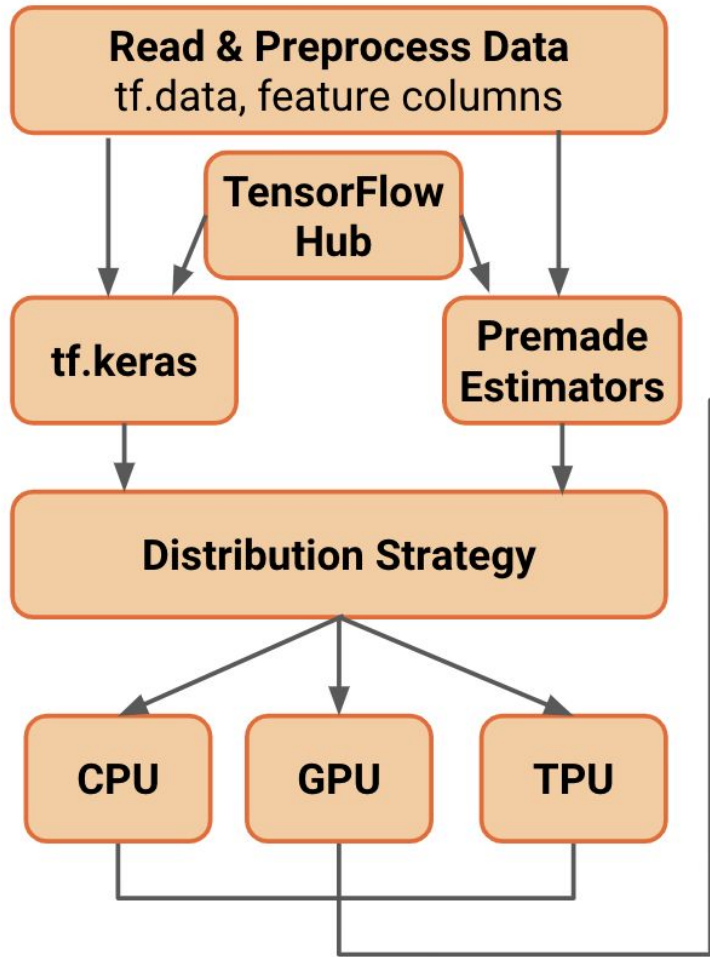 Read & Preprocess Data
tf.data, feature columns
TensorFlow
Hub
tf.keras
Premade
Estimators
Distribution Strategy
CPU
GPU
TPU